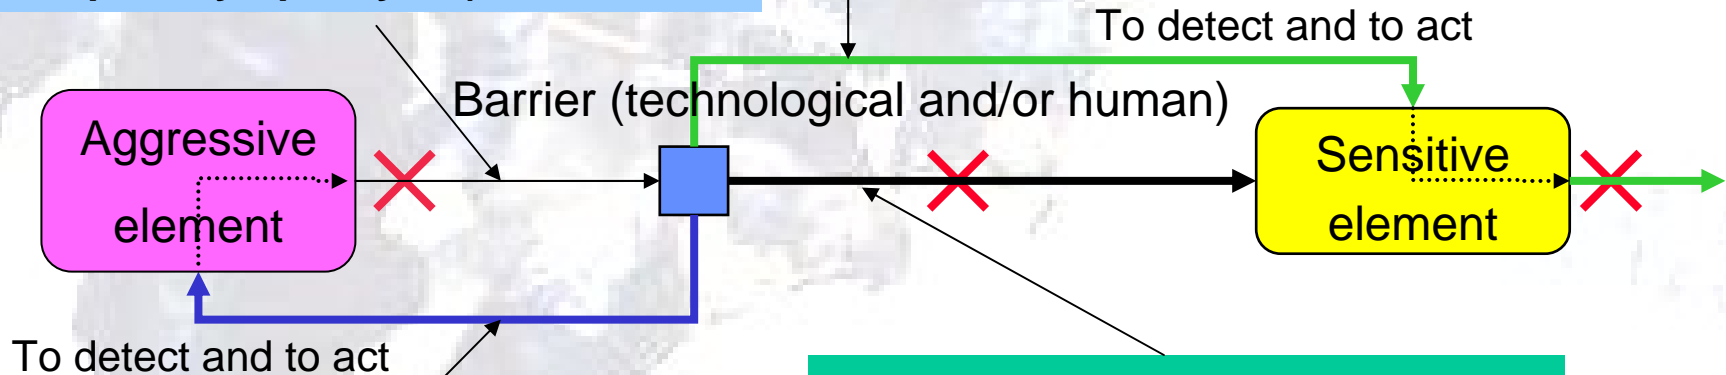 To detect and to act
Barrier (technological and/or human)
Aggressive
element
Sensitive
element
To detect and to act